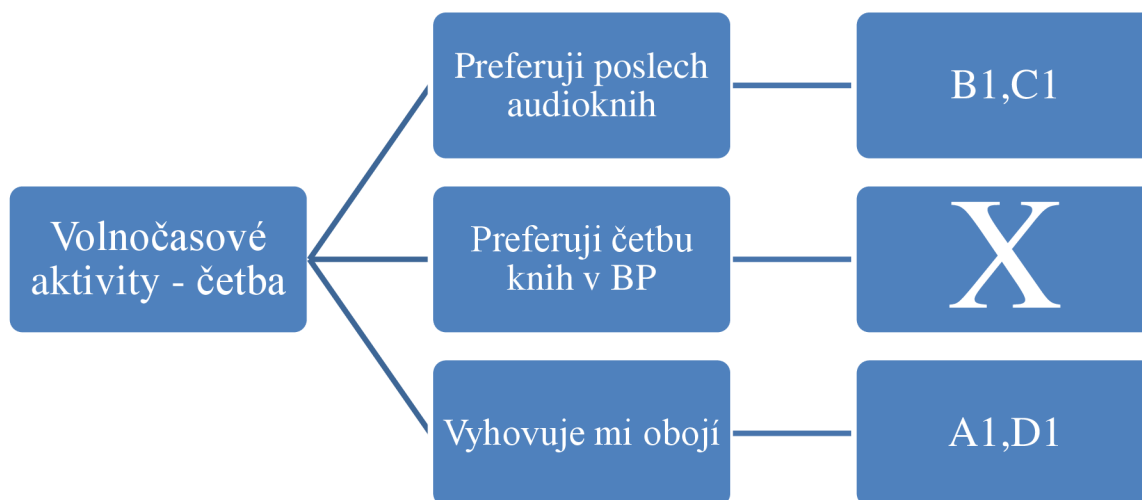 Volnočasové
aktivity - četba
Preferuji poslech
audioknih
B1,C1
Preferuji četbu
knih v BP
X
Vyhovuje mi obojí
A1,D1